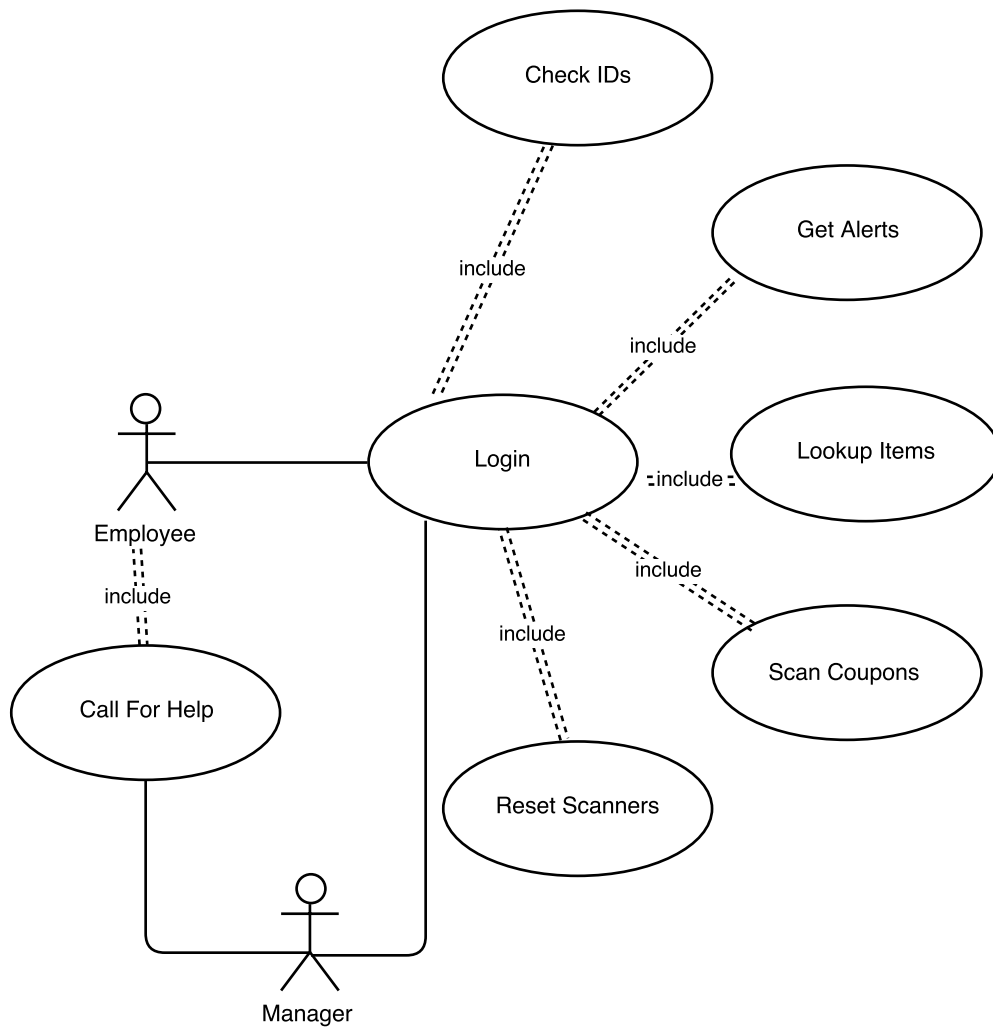 Check IDs
Get Alerts
include
include
Lookup Items
Login
include
Employee
include
include
include
Scan Coupons
Call For Help
Reset Scanners
Manager